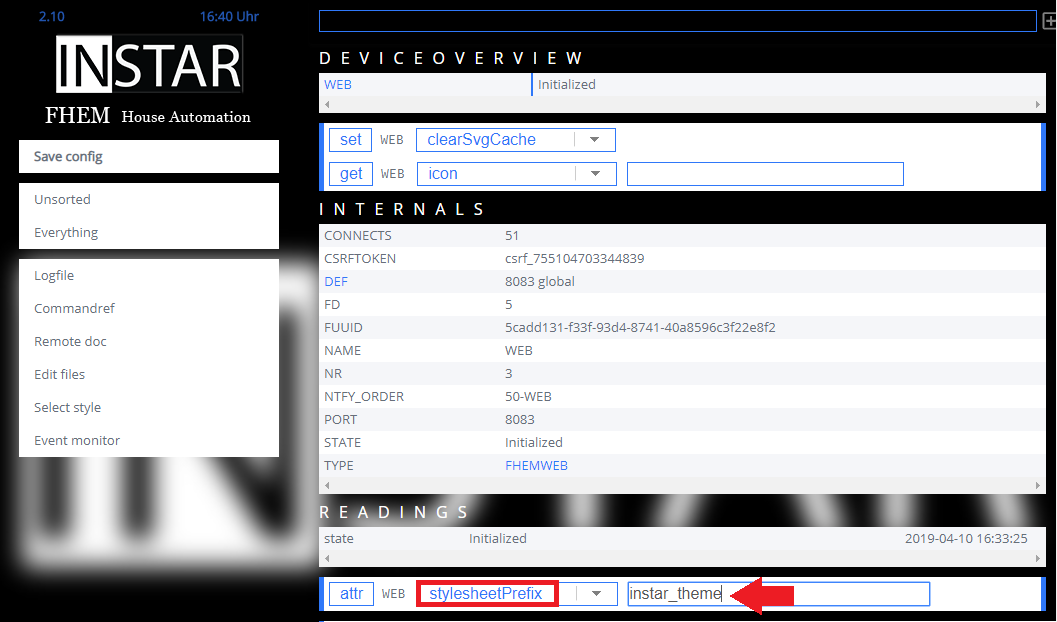 2.10 16:40 Uhr
INSTAR
FHEM House Automation
Save config
Unsorted
Everything
Logfile
Commandref
Remote doc
Edit files
Select style
Event monitor
DEVICEOVERVIEW
WEB Initialized
set WEB clearSvgCache
get WEB icon
INTERNALS
CONNECTS 51
CSRFTOKEN csrf_755104703344839
DEF 8083 global
FD 5
FUUID 5cadd131-f33f-93d4-8741-40a8596c3f22e8f2
NAME WEB
NR 3
NTFY_ORDER 50-WEB
PORT 8083
STATE Initialized
TYPE FHEMWEB
READINGS
state Initialized 2019-04-10 16:33:25
attr WEB stylesheetPrefix instar_theme